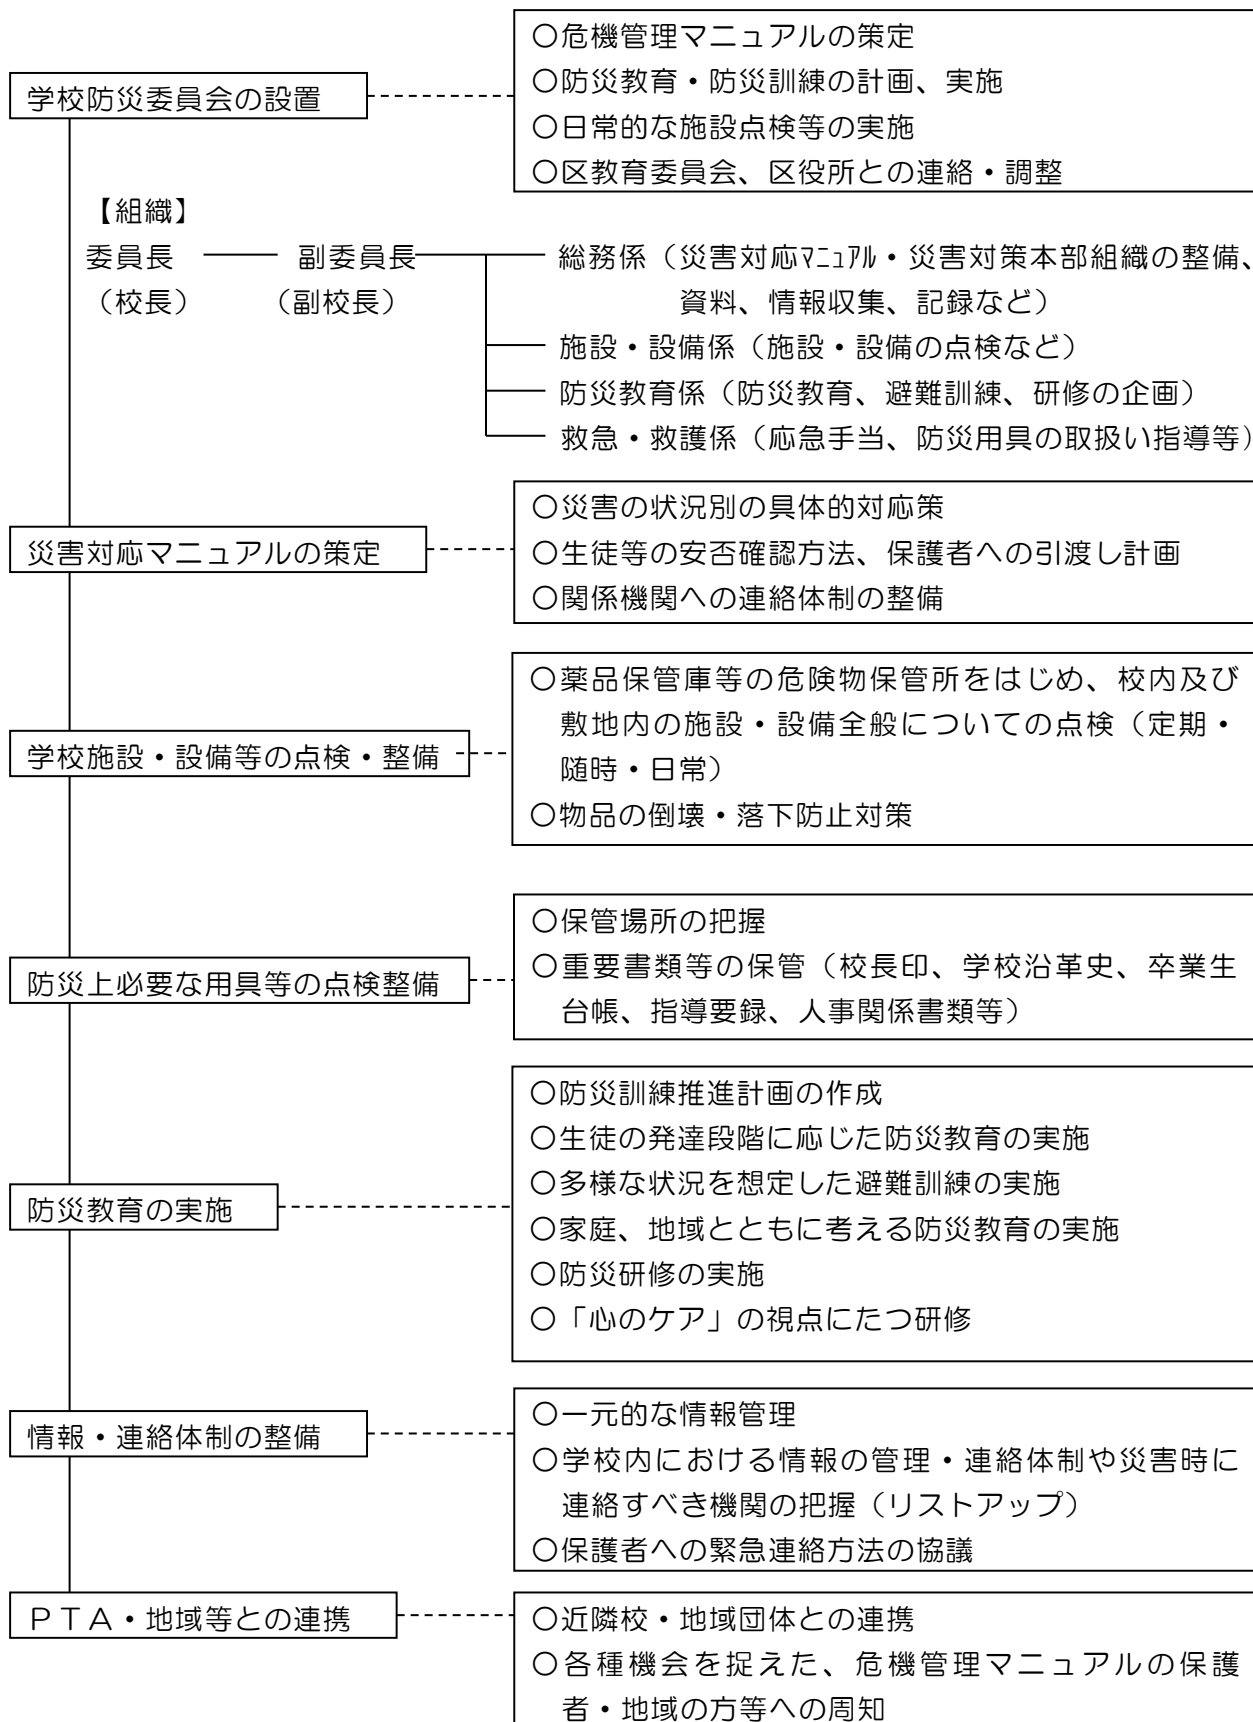 学校防災委員会の設置
〇危機管理マニュアルの策定
〇防災教育・防災訓練の計画、実施
〇日常的な施設点検等の実施
〇区教育委員会、区役所との連絡・調整
【組織】
委員長 副委員長 総務係（災害対応ﾏﾆｭｱﾙ・災害対策本部組織の整備、
（校長） （副校長） 資料、情報収集、記録など）
施設・設備係（施設・設備の点検など）
防災教育係（防災教育、避難訓練、研修の企画）
救急・救護係（応急手当、防災用具の取扱い指導等）
災害対応マニュアルの策定
〇災害の状況別の具体的対応策
〇生徒等の安否確認方法、保護者への引渡し計画
〇関係機関への連絡体制の整備
学校施設・設備等の点検・整備
〇薬品保管庫等の危険物保管所をはじめ、校内及び
敷地内の施設・設備全般についての点検（定期・
随時・日常）
〇物品の倒壊・落下防止対策
防災上必要な用具等の点検整備
〇保管場所の把握
〇重要書類等の保管（校長印、学校沿革史、卒業生
台帳、指導要録、人事関係書類等）
防災教育の実施
〇防災訓練推進計画の作成
〇生徒の発達段階に応じた防災教育の実施
〇多様な状況を想定した避難訓練の実施
〇家庭、地域とともに考える防災教育の実施
〇防災研修の実施
〇「心のケア」の視点にたつ研修
情報・連絡体制の整備
〇一元的な情報管理
〇学校内における情報の管理・連絡体制や災害時に
連絡すべき機関の把握（リストアップ）
〇保護者への緊急連絡方法の協議
ＰＴＡ・地域等との連携
〇近隣校・地域団体との連携
〇各種機会を捉えた、危機管理マニュアルの保護
者・地域の方等への周知